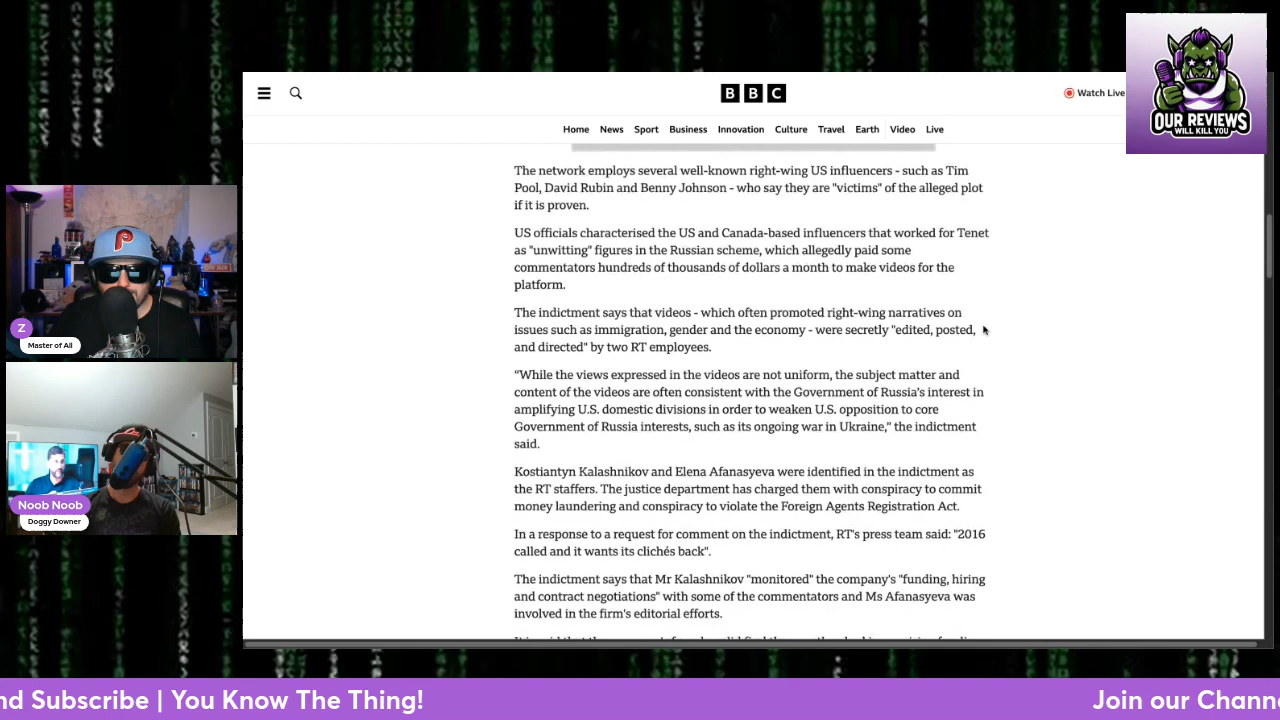 BBC
Watch Live
Home News Sport Business Innovation Culture Travel Earth Video Live
OUR REVIEWS
WILL KILL YOU
The network employs several well-known right-wing US influencers - such as Tim
Pool, David Rubin and Benny Johnson - who say they are "victims" of the alleged plot
if it is proven.
US officials characterised the US and Canada-based influencers that worked for Tenet
as "unwitting" figures in the Russian scheme, which allegedly paid some
commentators hundreds of thousands of dollars a month to make videos for the
platform.
The indictment says that videos - which often promoted right-wing narratives on
issues such as immigration, gender and the economy - were secretly "edited, posted,
and directed" by two RT employees.
“While the views expressed in the videos are not uniform, the subject matter and
content of the videos are often consistent with the Government of Russia’s interest in
amplifying U.S. domestic divisions in order to weaken U.S. opposition to core
Government of Russia interests, such as its ongoing war in Ukraine,” the indictment
said.
Kostiantyn Kalashnikov and Elena Afanasyeva were identified in the indictment as
the RT staffers. The justice department has charged them with conspiracy to commit
money laundering and conspiracy to violate the Foreign Agents Registration Act.
In a response to a request for comment on the indictment, RT's press team said: "2016
called and it wants its clichés back".
The indictment says that Mr Kalashnikov "monitored" the company's "funding, hiring
and contract negotiations" with some of the commentators and Ms Afanasyeva was
involved in the firm's editorial efforts.
P
ON AIR
Z
Master of All
Noob Noob
Doggy Downer
nd Subscribe | You Know The Thing!
Join our Chann